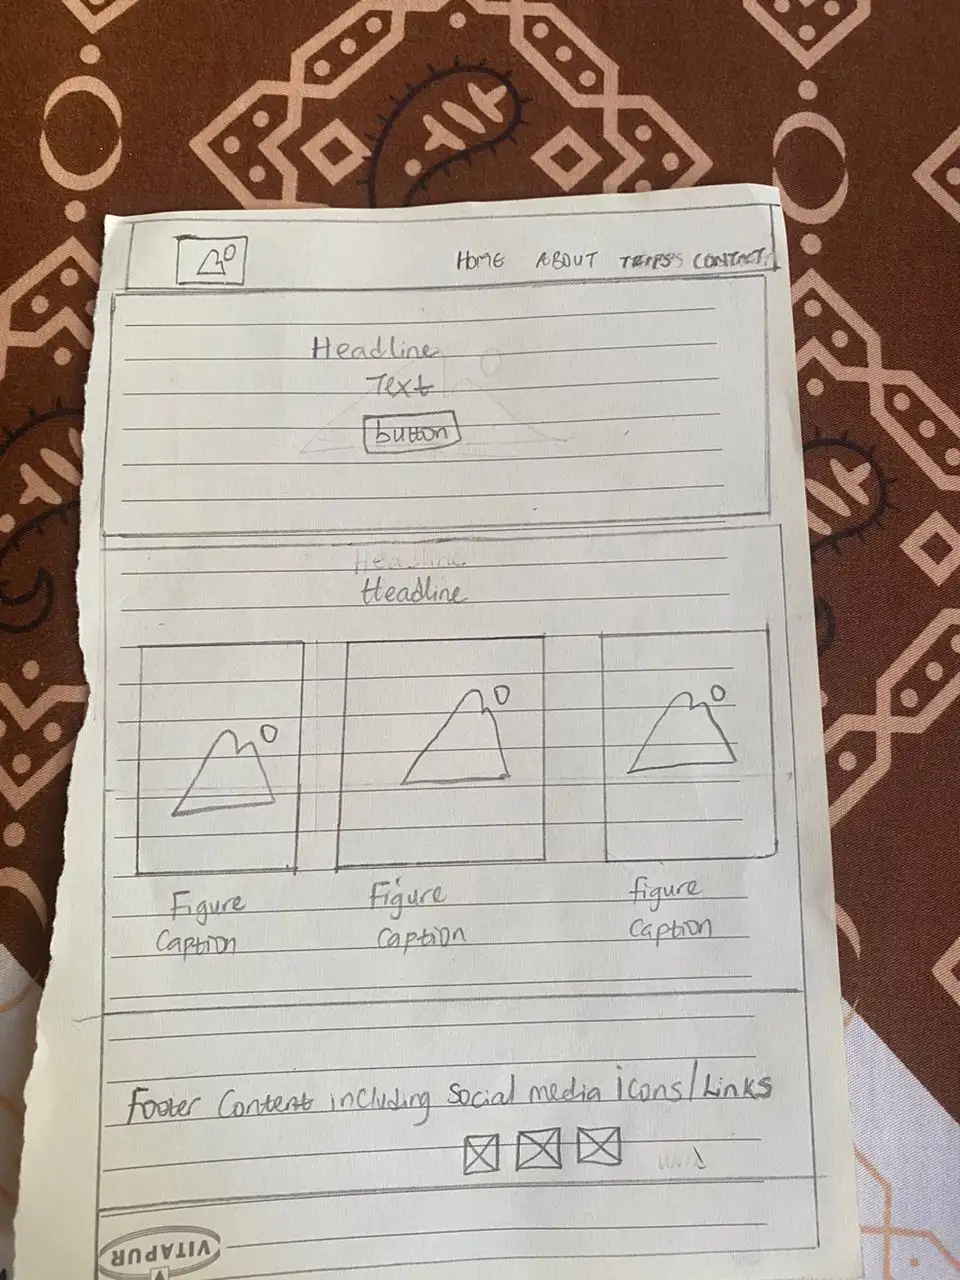 HOME ABOUT TRIPS CONTACT
Headline
Text
button
Headline
Headline
Figure Caption
Figure Caption
figure Caption
Footer Content including Social media icons/Links
VITAPUR